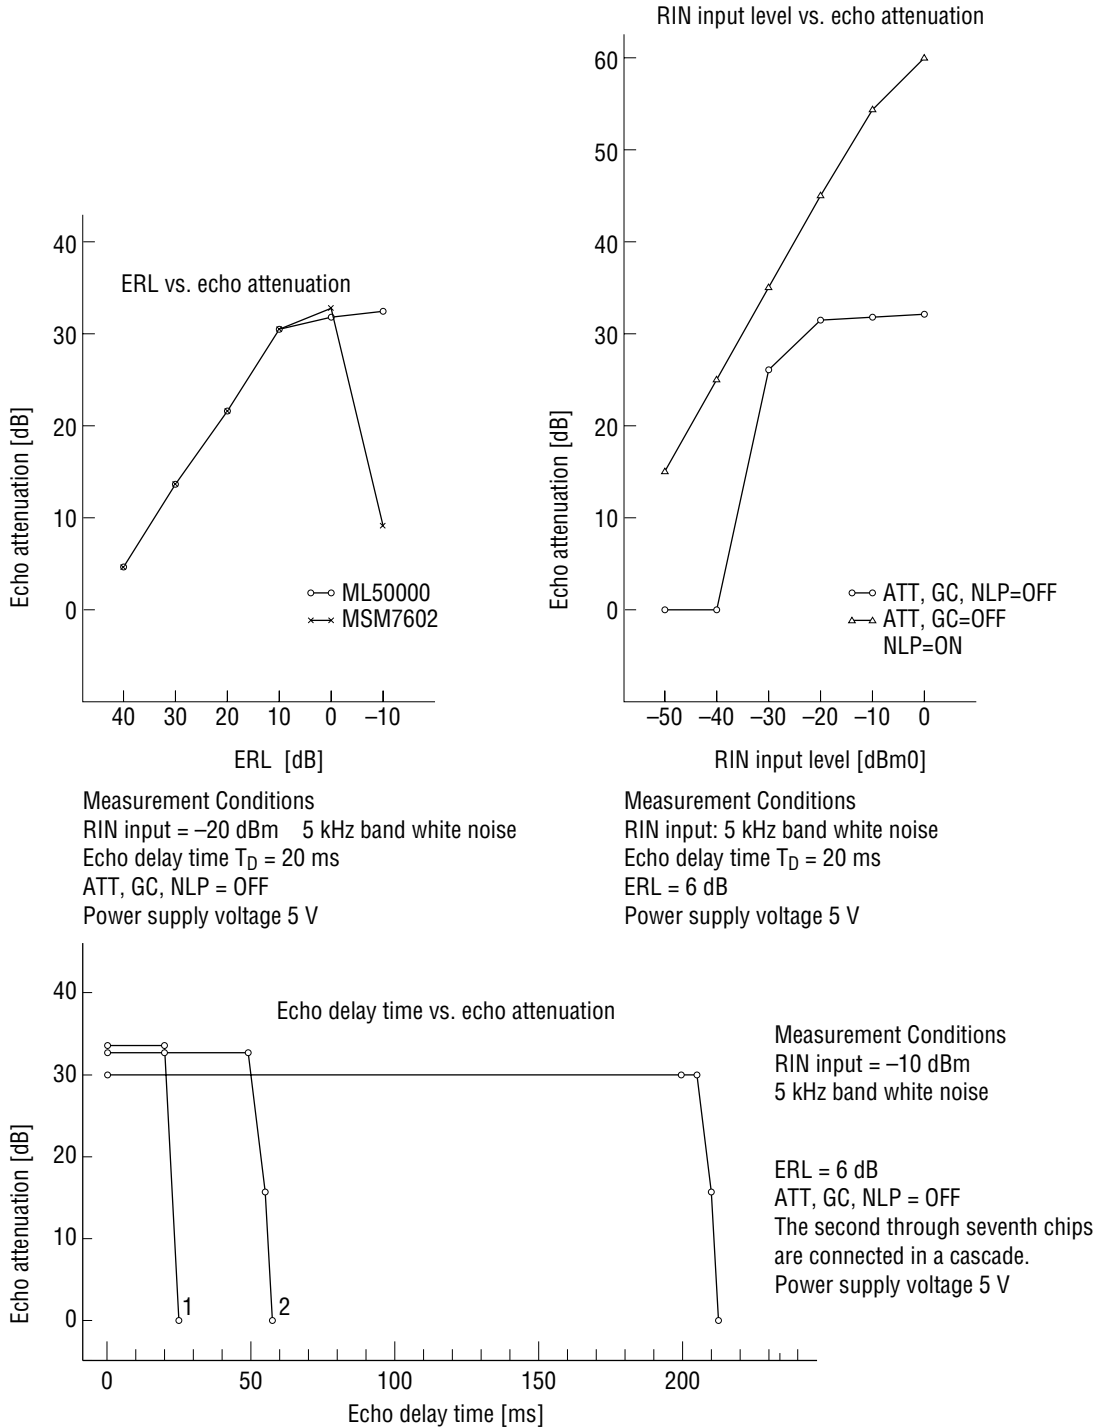 RIN input level vs. echo attenuation
60
50
40
30
20
10
0
Echo attenuation [dB]
ATT, GC, NLP=OFF
ATT, GC=OFF
NLP=ON
–50 –40 –30 –20 –10 0
RIN input level [dBm0]
Measurement Conditions
RIN input: 5 kHz band white noise
Echo delay time TD = 20 ms
ERL = 6 dB
Power supply voltage 5 V
ERL vs. echo attenuation
40
30
20
10
0
Echo attenuation [dB]
ML50000
MSM7602
40 30 20 10 0 –10
ERL [dB]
Measurement Conditions
RIN input = –20 dBm 5 kHz band white noise
Echo delay time TD = 20 ms
ATT, GC, NLP = OFF
Power supply voltage 5 V
Echo delay time vs. echo attenuation
40
30
20
10
0
Echo attenuation [dB]
1
2
0 50 100 150 200
Echo delay time [ms]
Measurement Conditions
RIN input = –10 dBm
5 kHz band white noise
ERL = 6 dB
ATT, GC, NLP = OFF
The second through seventh chips
are connected in a cascade.
Power supply voltage 5 V